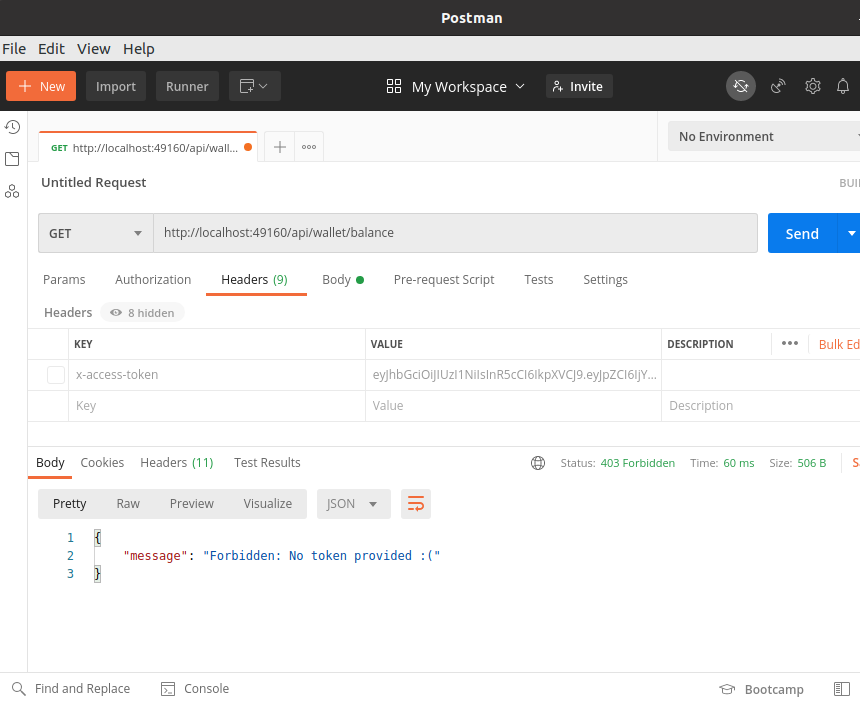 Postman
File Edit View Help
New Import Runner My Workspace Invite
GET http://localhost:49160/api/wall... No Environment
Untitled Request BUI
GET http://localhost:49160/api/wallet/balance Send
Params Authorization Headers (9) Body Pre-request Script Tests Settings
Headers 8 hidden
KEY VALUE DESCRIPTION Bulk Ed
x-access-token
Key Value Description
Body Cookies Headers (11) Test Results Status: 403 Forbidden Time: 60 ms Size: 506 B S
Pretty Raw Preview Visualize JSON
1 {
2 "message": "Forbidden: No token provided :("
3 }
Find and Replace Console Bootcamp